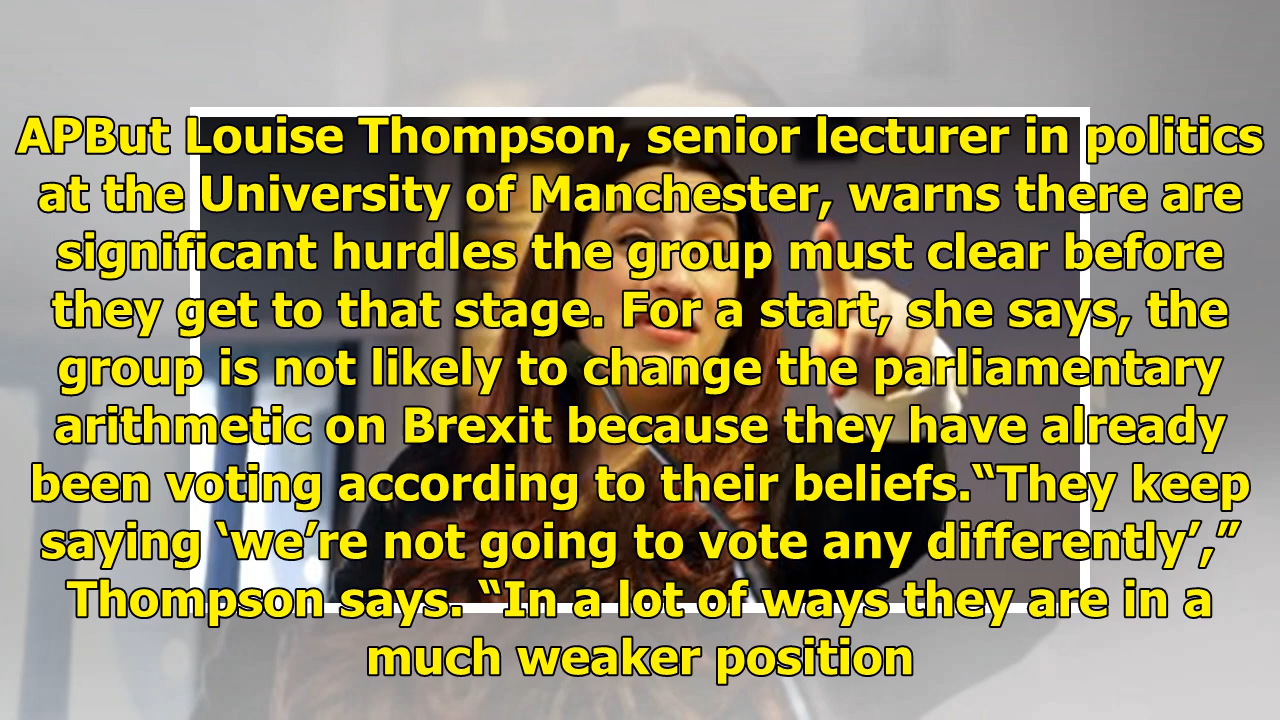 APBut Louise Thompson, senior lecturer in politics
at the University of Manchester, warns there are
significant hurdles the group must clear before
they get to that stage. For a start, she says, the
group is not likely to change the parliamentary
arithmetic on Brexit because they have already
been voting according to their beliefs.“They keep
saying ‘we’re not going to vote any differently’,”
Thompson says. “In a lot of ways they are in a
much weaker position